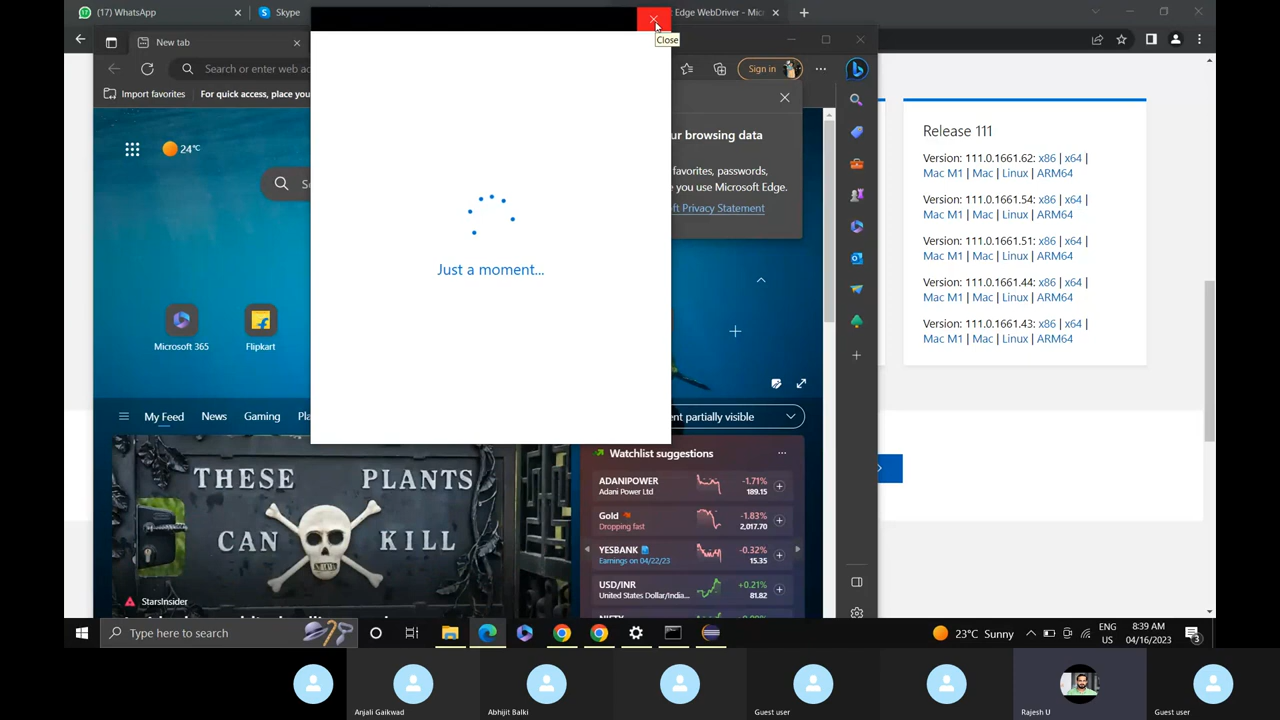 (17) WhatsApp
Skype
t Edge WebDriver - Mic
Close
New tab
Search or enter web ad
Sign in
Import favorites
For quick access, place you
ur browsing data
favorites, passwords,
e you use Microsoft Edge.
ft Privacy Statement
24°C
Just a moment...
Microsoft 365
Flipkart
My Feed
News
Gaming
Pla
nt partially visible
THESE PLANTS
CAN KILL
StarsInsider
Watchlist suggestions
ADANIPOWER
-1.71%
Adani Power Ltd
189.15
Gold
-1.83%
Dropping fast
2,017.70
YESBANK
-0.32%
Earnings on 04/22/23
15.35
USD/INR
+0.21%
United States Dollar/India...
81.82
Release 111
Version: 111.0.1661.62: x86 | x64 |
Mac M1 | Mac | Linux | ARM64
Version: 111.0.1661.54: x86 | x64 |
Mac M1 | Mac | Linux | ARM64
Version: 111.0.1661.51: x86 | x64 |
Mac M1 | Mac | Linux | ARM64
Version: 111.0.1661.44: x86 | x64 |
Mac M1 | Mac | Linux | ARM64
Version: 111.0.1661.43: x86 | x64 |
Mac M1 | Mac | Linux | ARM64
Type here to search
23°C Sunny
ENG
US
8:39 AM
04/16/2023
3
Anjali Gaikwad
Abhijit Balki
Guest user
Rajesh U
Guest user